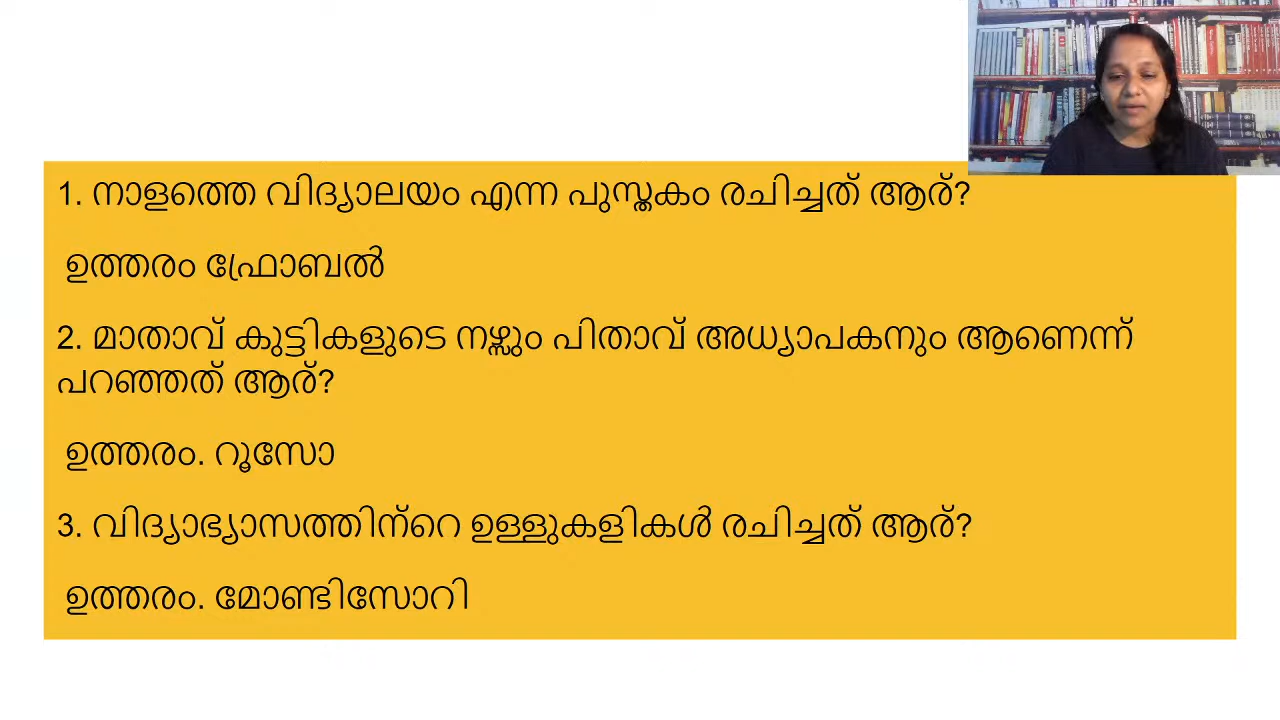 1. നാളത്തെ വിദ്യാലയം എന്ന പുസ്തകം രചിച്ചത് ആര്?
ഉത്തരം ഫ്രോബൽ
2. മാതാവ് കുട്ടികളുടെ നഴ്സും പിതാവ് അധ്യാപകനും ആണെന്ന്
പറഞ്ഞത് ആര്?
ഉത്തരം. റൂസോ
3. വിദ്യാഭ്യാസത്തിന്റെ ഉള്ളുകളികൾ രചിച്ചത് ആര്?
ഉത്തരം. മോണ്ടിസോറി